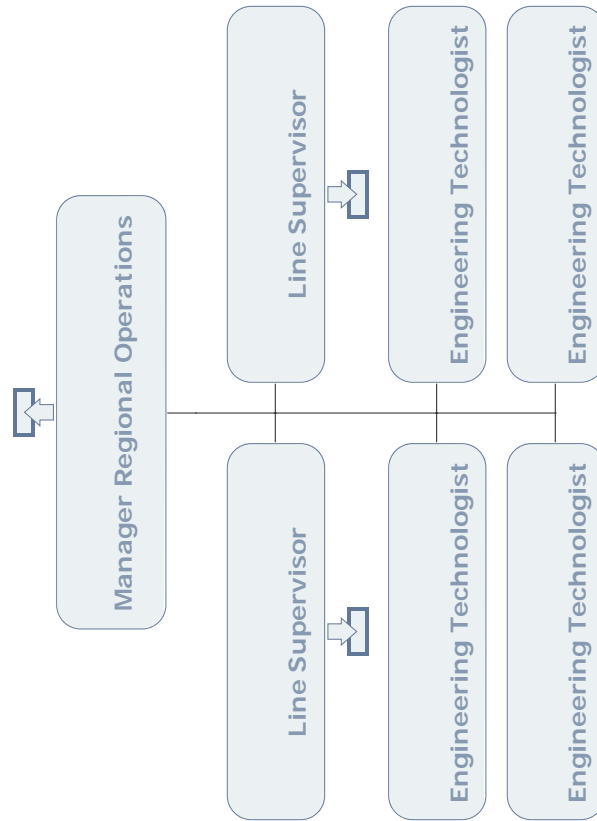 Manager Regional Operations
Line Supervisor
Line Supervisor
Engineering Technologist
Engineering Technologist
Engineering Technologist
Engineering Technologist